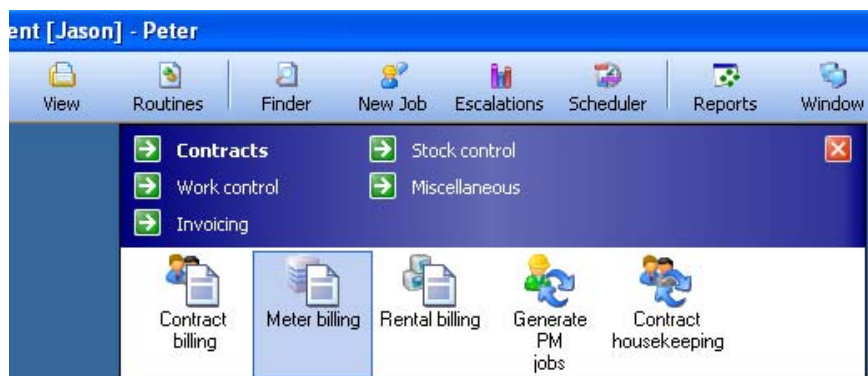 ent [Jason] - Peter
View Routines Finder New Job Escalations Scheduler Reports Window
Contracts Stock control
Work control Miscellaneous
Invoicing
Contract billing
Meter billing
Rental billing
Generate PM jobs
Contract housekeeping